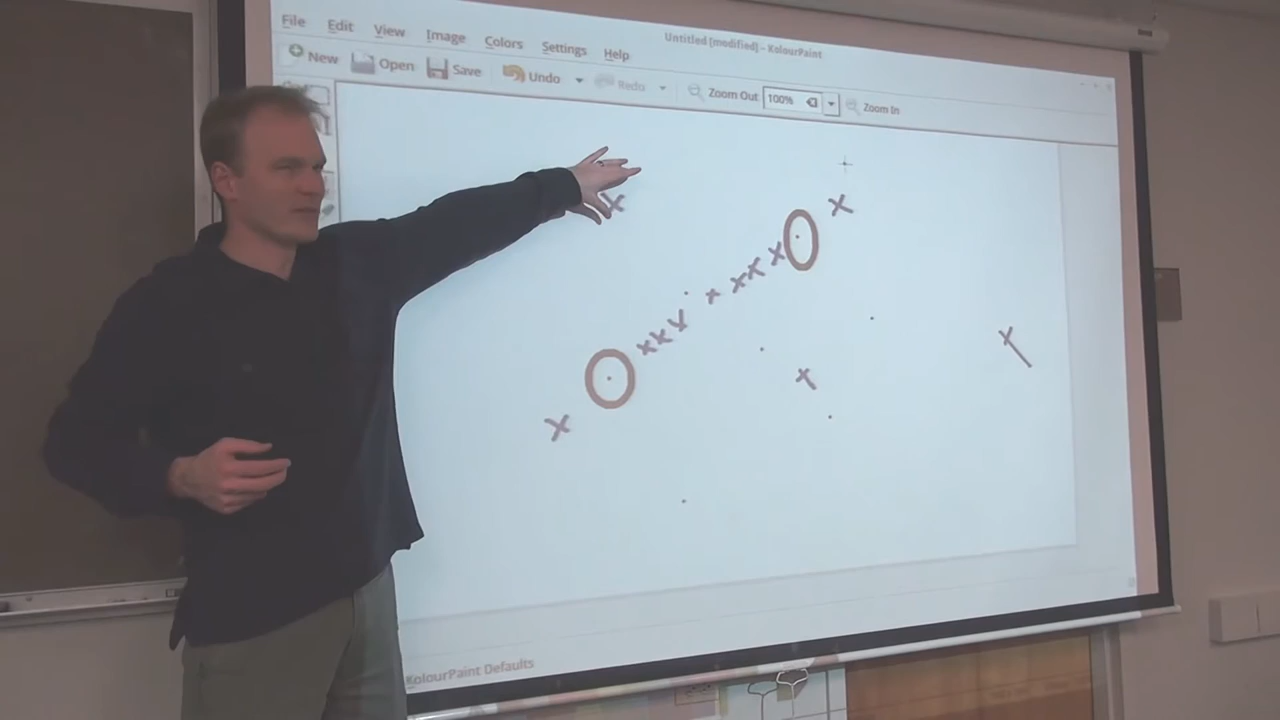 Untitled [modified] - KolourPaint
File Edit View Image Colors Settings Help
New Open Save Undo Redo Zoom Out 100% Zoom In
x x
x x x x x x x
x
x
x
KolourPaint Defaults